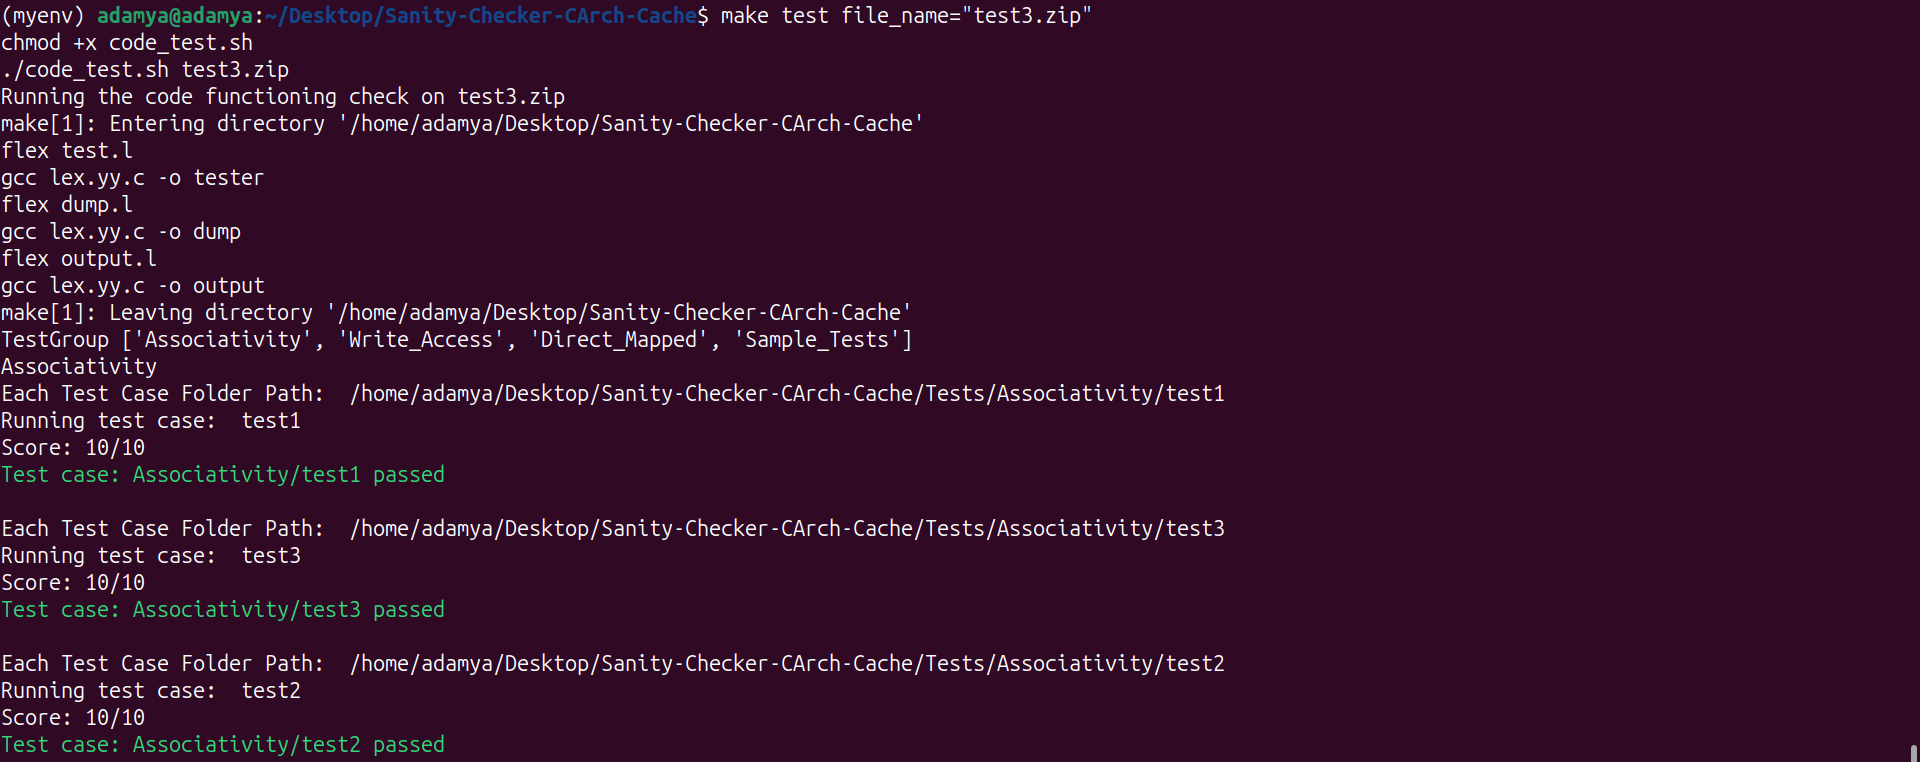 (myenv) adamya@adamya:~/Desktop/Sanity-Checker-CArch-Cache$ make test file_name="test3.zip"
chmod +x code_test.sh
./code_test.sh test3.zip
Running the code functioning check on test3.zip
make[1]: Entering directory '/home/adamya/Desktop/Sanity-Checker-CArch-Cache'
flex test.l
gcc lex.yy.c -o tester
flex dump.l
gcc lex.yy.c -o dump
flex output.l
gcc lex.yy.c -o output
make[1]: Leaving directory '/home/adamya/Desktop/Sanity-Checker-CArch-Cache'
TestGroup ['Associativity', 'Write_Access', 'Direct_Mapped', 'Sample_Tests']
Associativity
Each Test Case Folder Path:  /home/adamya/Desktop/Sanity-Checker-CArch-Cache/Tests/Associativity/test1
Running test case:  test1
Score: 10/10
Test case: Associativity/test1 passed
Each Test Case Folder Path:  /home/adamya/Desktop/Sanity-Checker-CArch-Cache/Tests/Associativity/test3
Running test case:  test3
Score: 10/10
Test case: Associativity/test3 passed
Each Test Case Folder Path:  /home/adamya/Desktop/Sanity-Checker-CArch-Cache/Tests/Associativity/test2
Running test case:  test2
Score: 10/10
Test case: Associativity/test2 passed